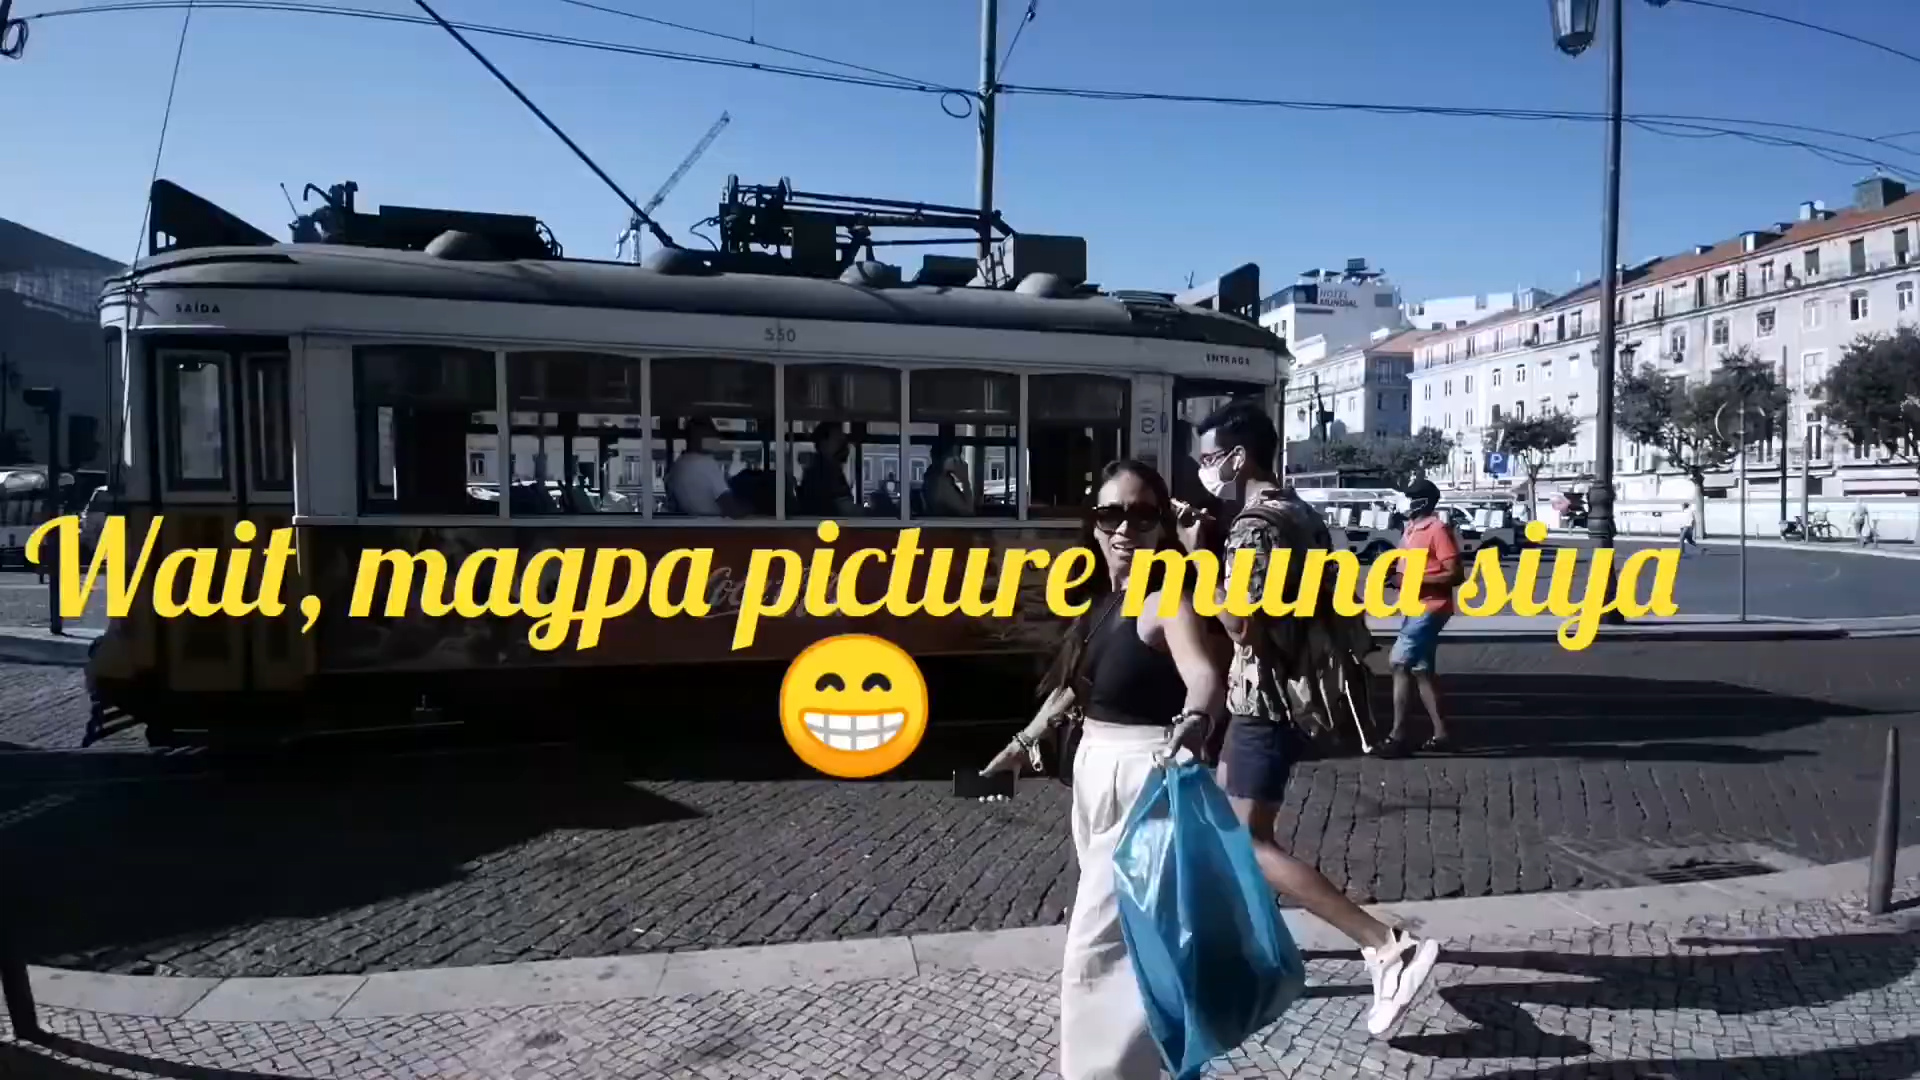 SAÍDA
550
ENTRADA
HOTEL
MUNDIAL
P
Wait, magpa picture muna siya
😁